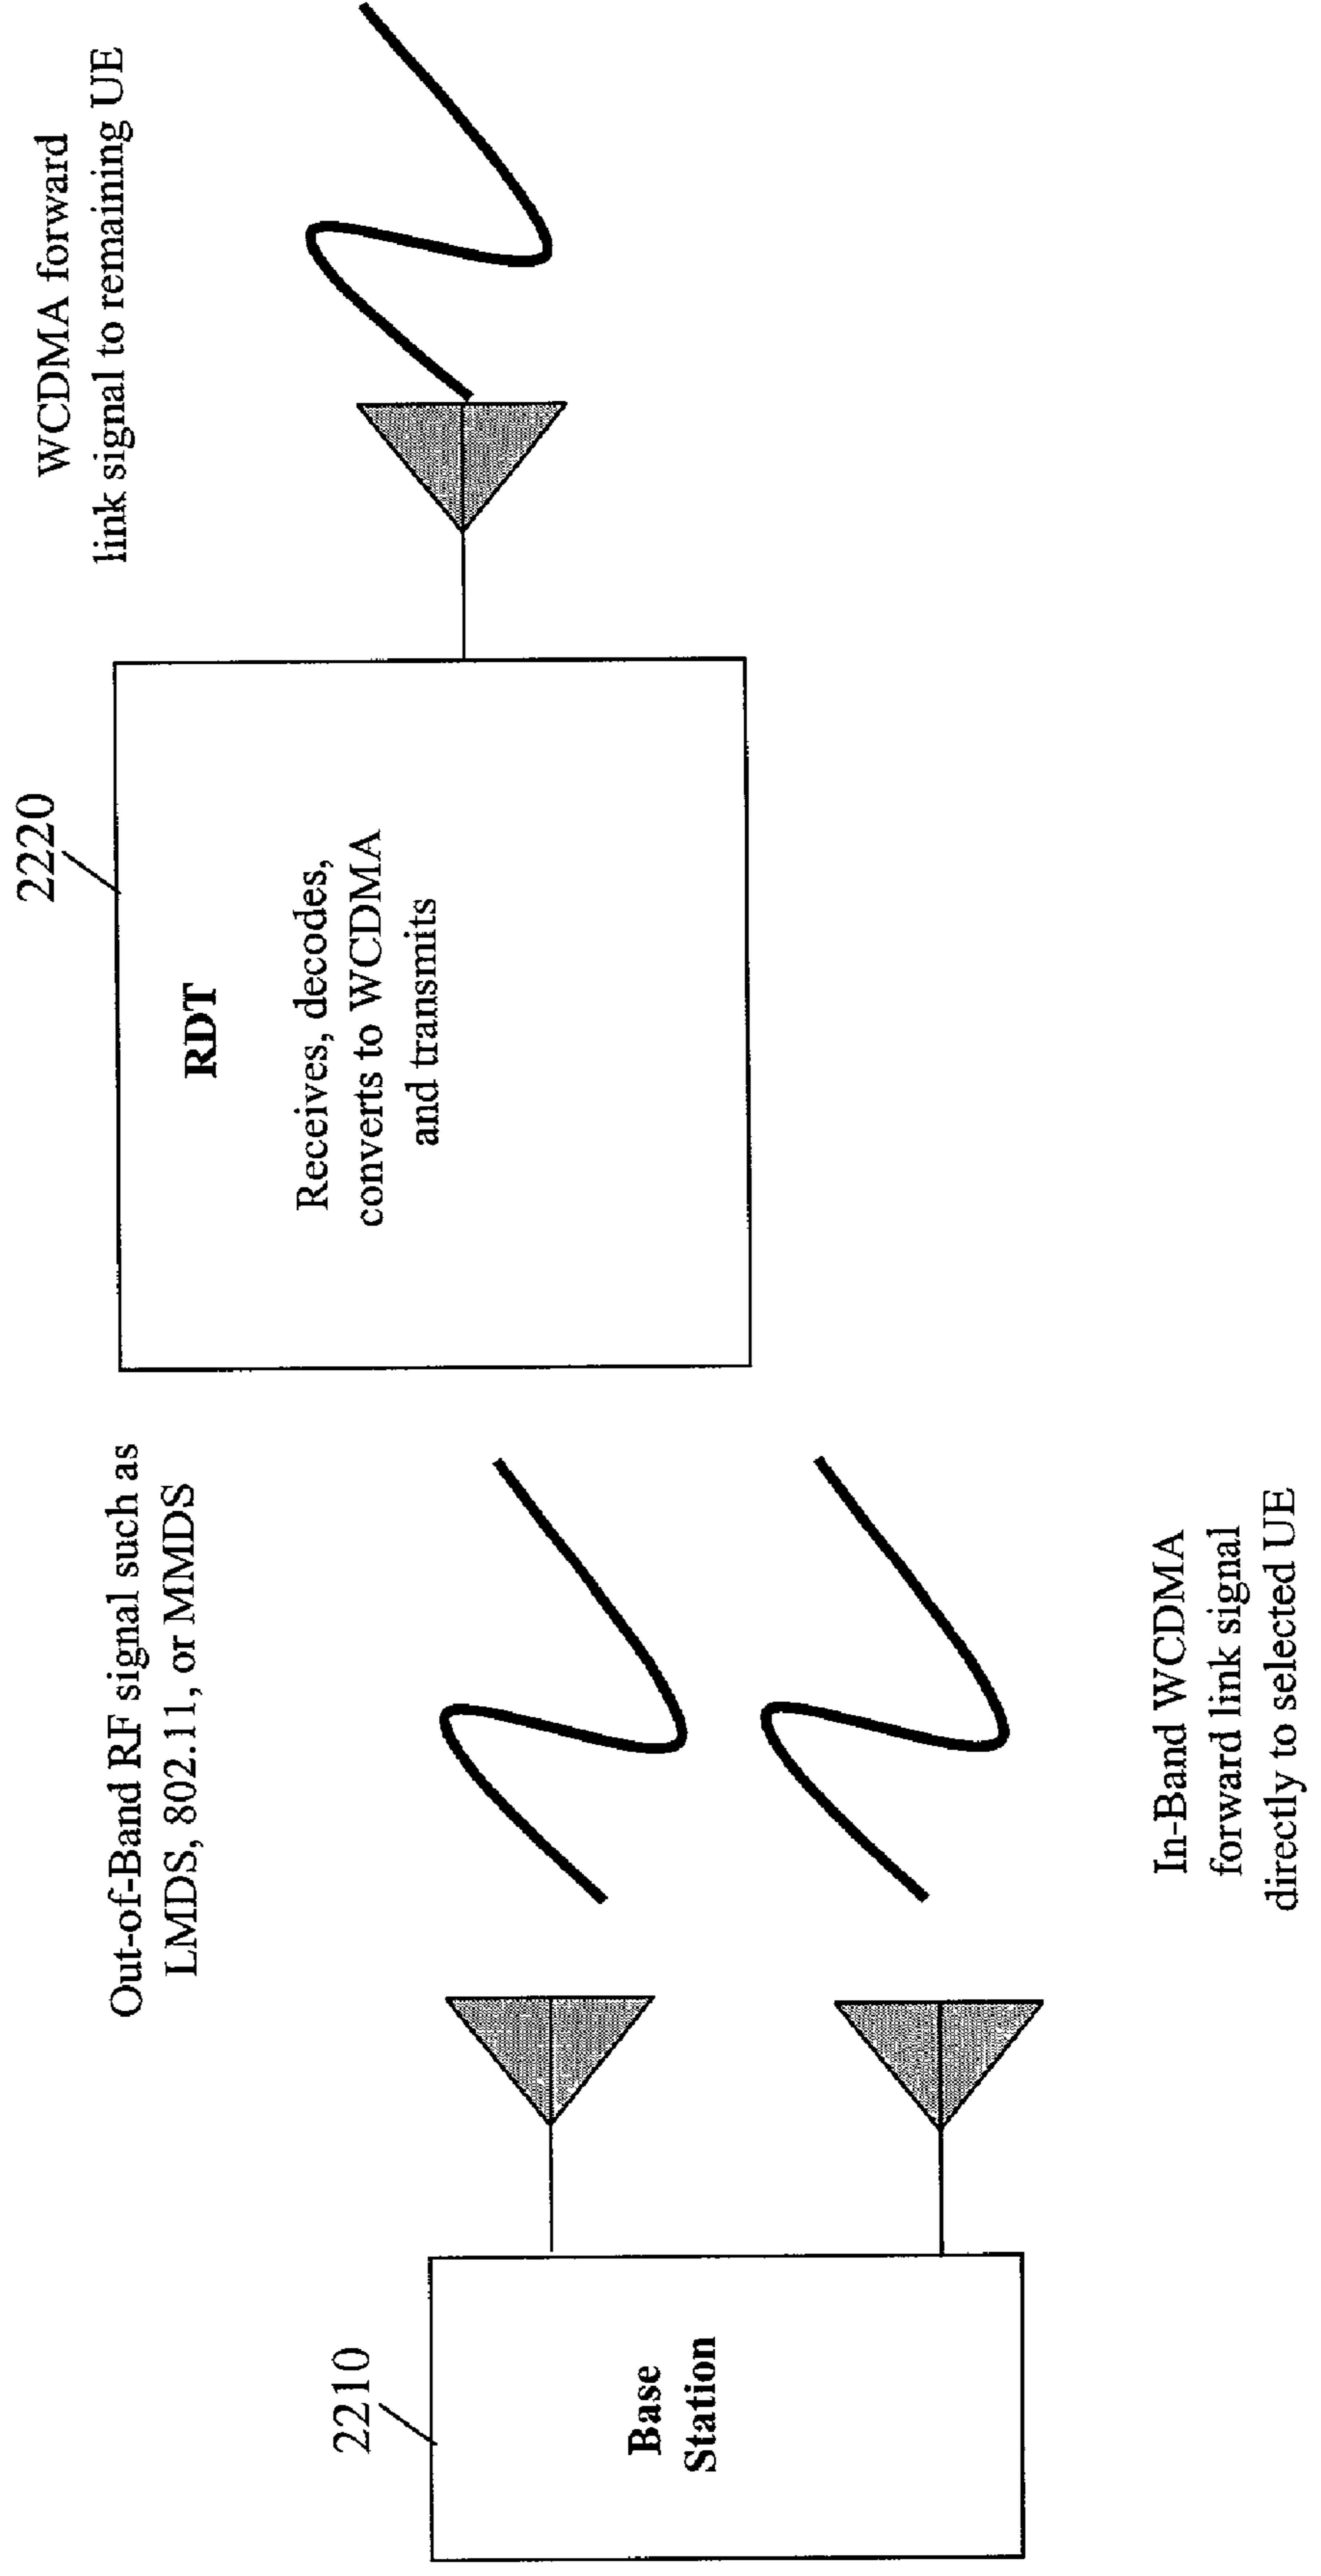 2210
Base
Station
Out-of-Band RF signal such as
LMDS, 802.11, or MMDS
In-Band WCDMA
forward link signal
directly to selected UE
2220
RDT
Receives, decodes,
converts to WCDMA
and transmits
WCDMA forward
link signal to remaining UE